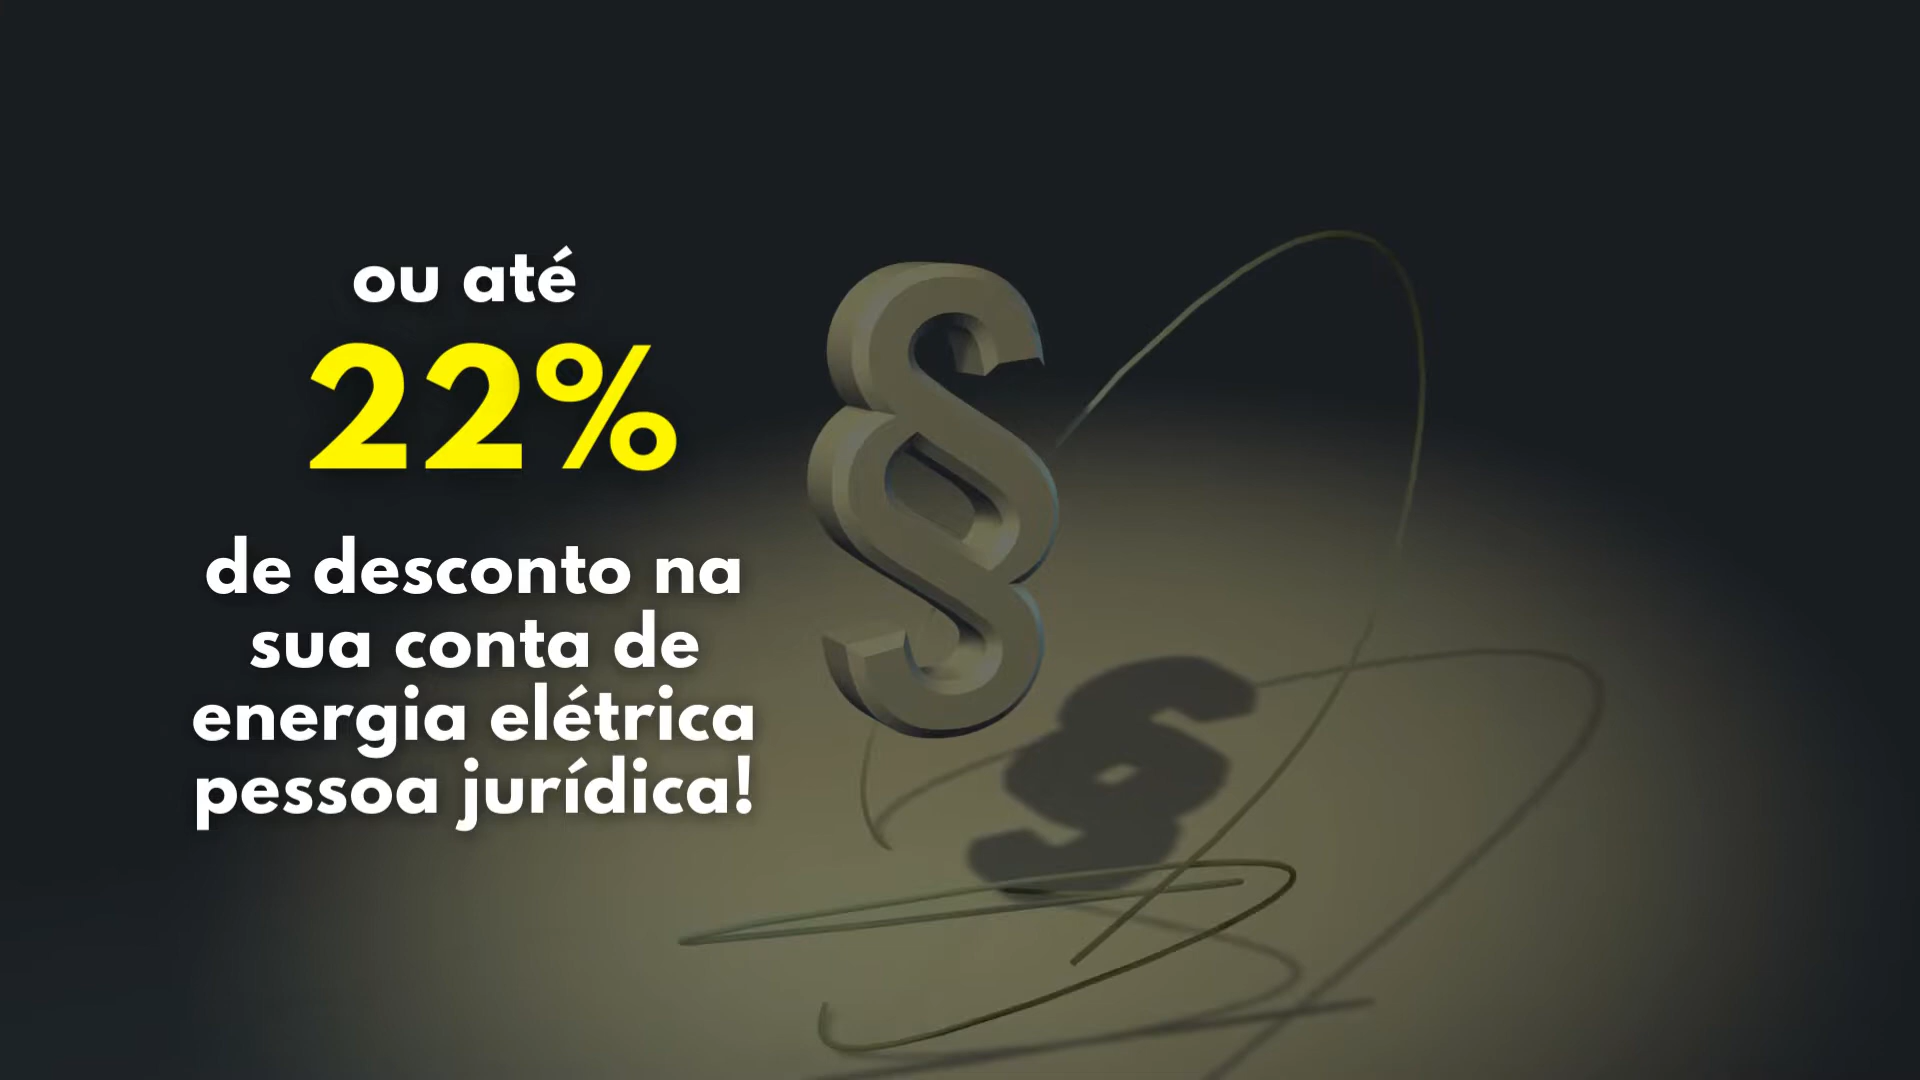 ou até
22%
de desconto na
sua conta de
energia elétrica
pessoa jurídica!
§